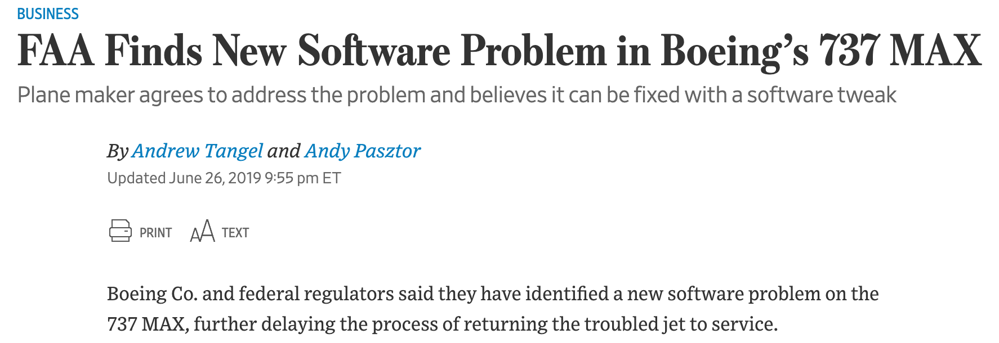 BUSINESS
FAA Finds New Software Problem in Boeing’s 737 MAX
Plane maker agrees to address the problem and believes it can be fixed with a software tweak
By Andrew Tangel and Andy Pasztor
Updated June 26, 2019 9:55 pm ET
PRINT AA TEXT
Boeing Co. and federal regulators said they have identified a new software problem on the
737 MAX, further delaying the process of returning the troubled jet to service.